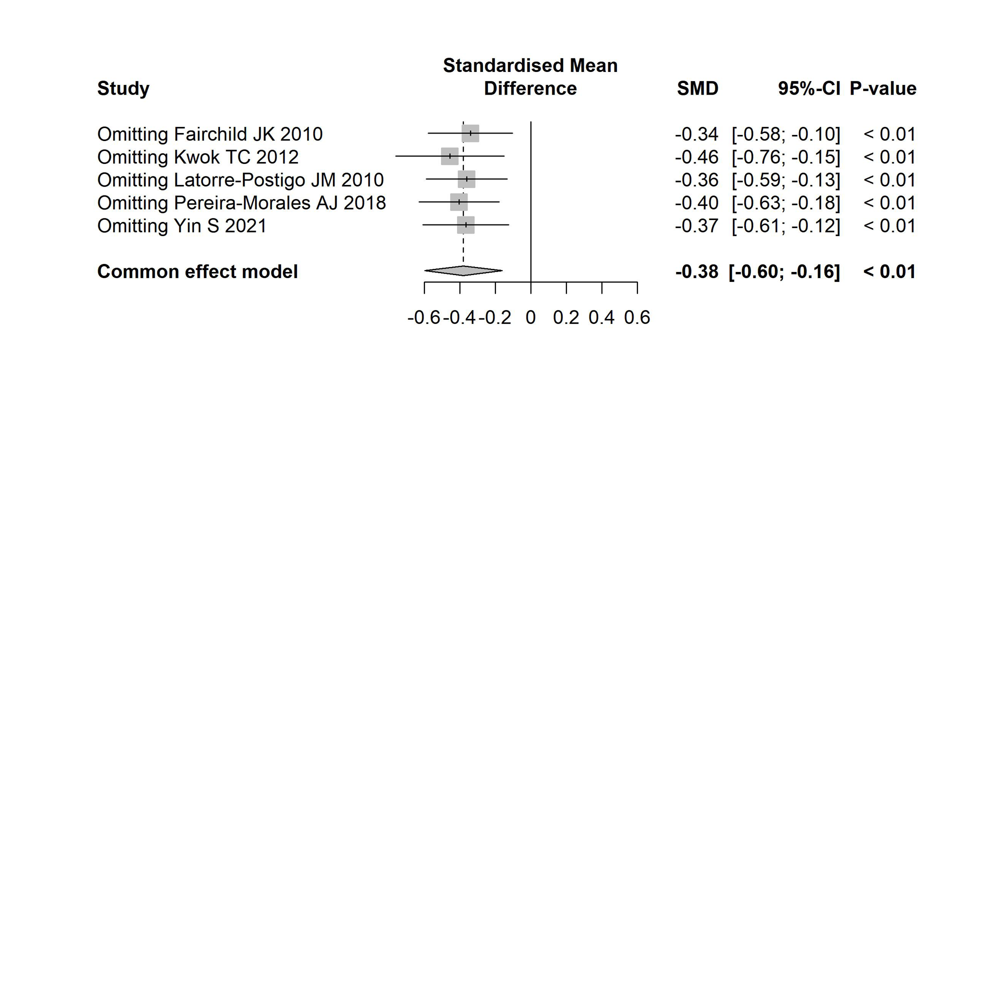 Standardised Mean
Study Difference SMD 95%-CI P-value
Omitting Fairchild JK 2010 -0.34 [-0.58; -0.10] < 0.01
Omitting Kwok TC 2012 -0.46 [-0.76; -0.15] < 0.01
Omitting Latorre-Postigo JM 2010 -0.36 [-0.59; -0.13] < 0.01
Omitting Pereira-Morales AJ 2018 -0.40 [-0.63; -0.18] < 0.01
Omitting Yin S 2021 -0.37 [-0.61; -0.12] < 0.01
Common effect model -0.38 [-0.60; -0.16] < 0.01
-0.6 -0.4 -0.2 0 0.2 0.4 0.6